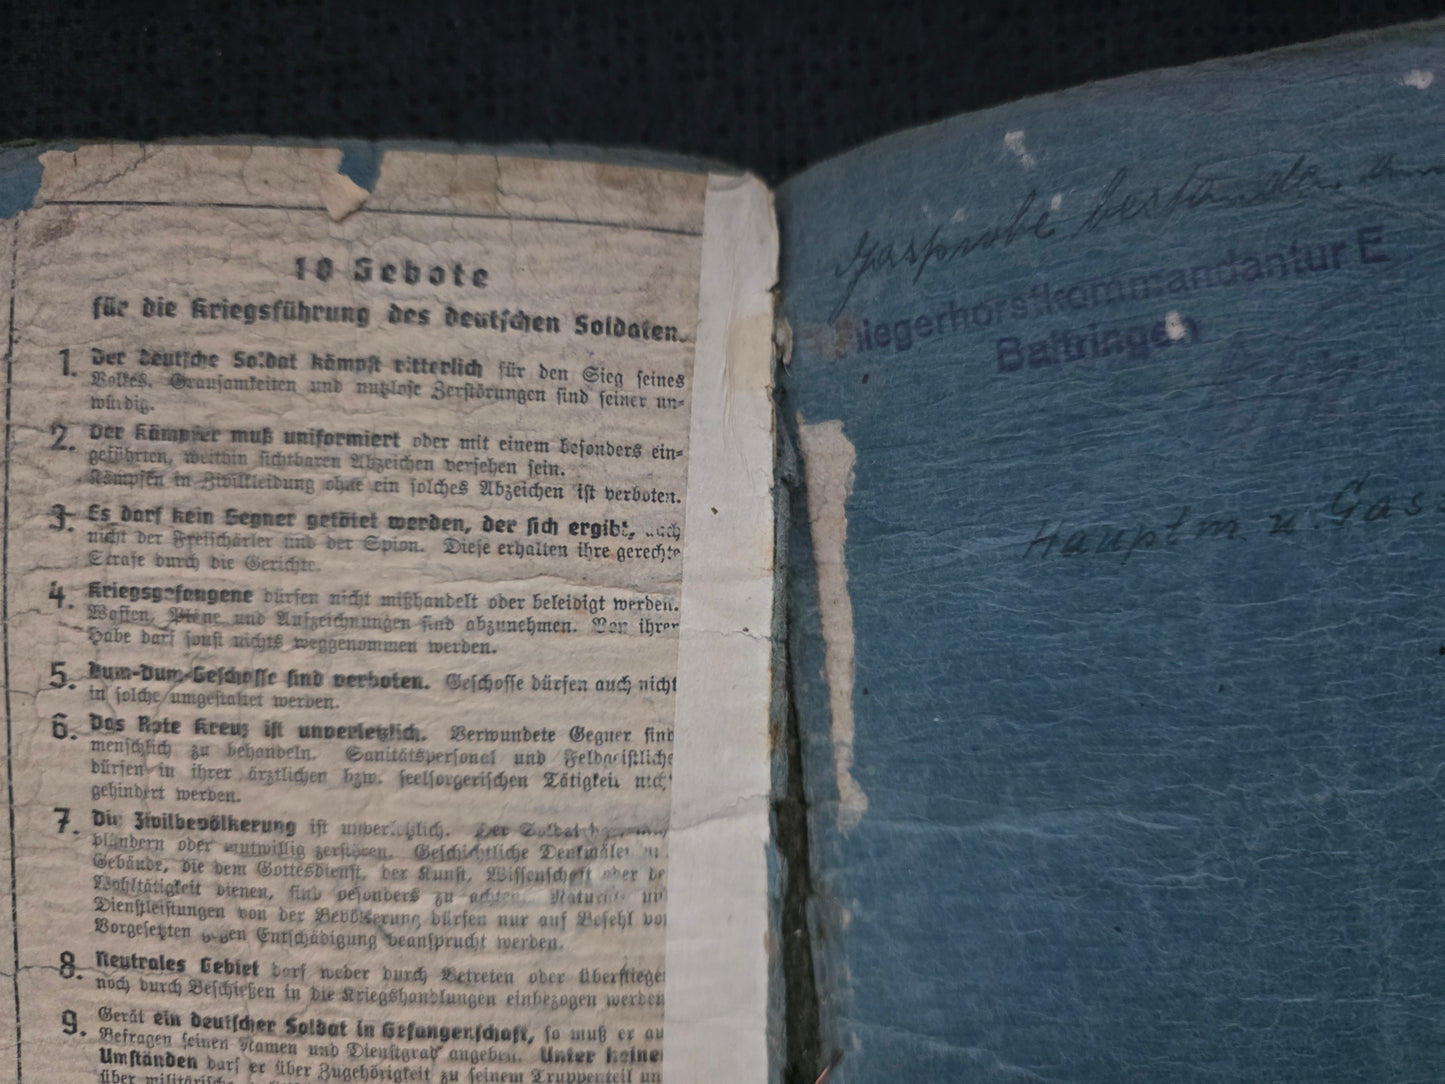 10 Gebote
für die Kriegsführung des deutschen Soldaten.
1. Der deutsche Soldat kämpft ritterlich für den Sieg seines
Volkes. Grausamkeiten und nutzlose Zerstörungen sind seiner un=
würdig.
2. Der Kämpfer muß uniformiert oder mit einem besonders ein=
geführten, weithin sichtbaren Abzeichen versehen sein.
Kämpfen in Zivilkleidung ohne ein solches Abzeichen ist verboten.
3. Es darf kein Gegner getötet werden, der sich ergibt, auch
nicht der Freischärler und der Spion. Diese erhalten ihre gerechte
Strafe durch die Gerichte.
4. Kriegsgefangene dürfen nicht mißhandelt oder beleidigt werden.
Waffen, Pläne und Aufzeichnungen sind abzunehmen. Von ihrer
Habe darf sonst nichts weggenommen werden.
5. Dum-Dum-Geschosse sind verboten. Geschosse dürfen auch nicht
in solche umgestaltet werden.
6. Das Rote Kreuz ist unverletzlich. Verwundete Gegner sind
menschlich zu behandeln. Sanitätspersonal und Feldgeistliche
dürfen in ihrer ärztlichen bzw. seelsorgerischen Tätigkeit nicht
gehindert werden.
7. Die Zivilbevölkerung ist unverletzlich. Der Soldat
plündern oder mutwillig zerstören. Geschichtliche Denkmäler
Gebäude, die dem Gottesdienst, der Kunst, Wissenschaft oder
Wohltätigkeit dienen, sind besonders zu achten.
Dienstleistungen von der Bevölkerung dürfen nur auf Befehl von
Vorgesetzten gegen Entschädigung beansprucht werden.
8. Neutrales Gebiet darf weder durch Betreten oder Überfliege
noch durch Beschießen in die Kriegshandlungen einbezogen werden
9. Gerät ein deutscher Soldat in Gefangenschaft, so muß er au
Befragen seinen Namen und Dienstgrad angeben. Unter keine
Umständen darf er über Zugehörigkeit zu seinem Truppenteil un
über
Gasprobe bestanden am
Fliegerhorstkommandantur E
Baltringen
Hauptm. u Gas